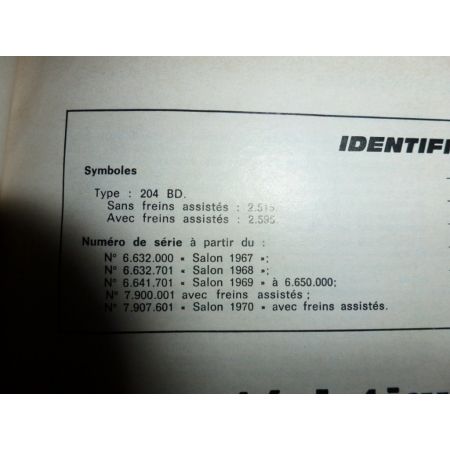 IDENTIFI
Symboles
Type : 204 BD.
Sans freins assistés : 2.515.
Avec freins assistés : 2.595.
Numéro de série à partir du :
N° 6.632.000 « Salon 1967 »;
N° 6.632.701 « Salon 1968 »;
N° 6.641.701 « Salon 1969 » à 6.650.000;
N° 7.900.001 avec freins assistés ;
N° 7.907.601 « Salon 1970 » avec freins assistés.